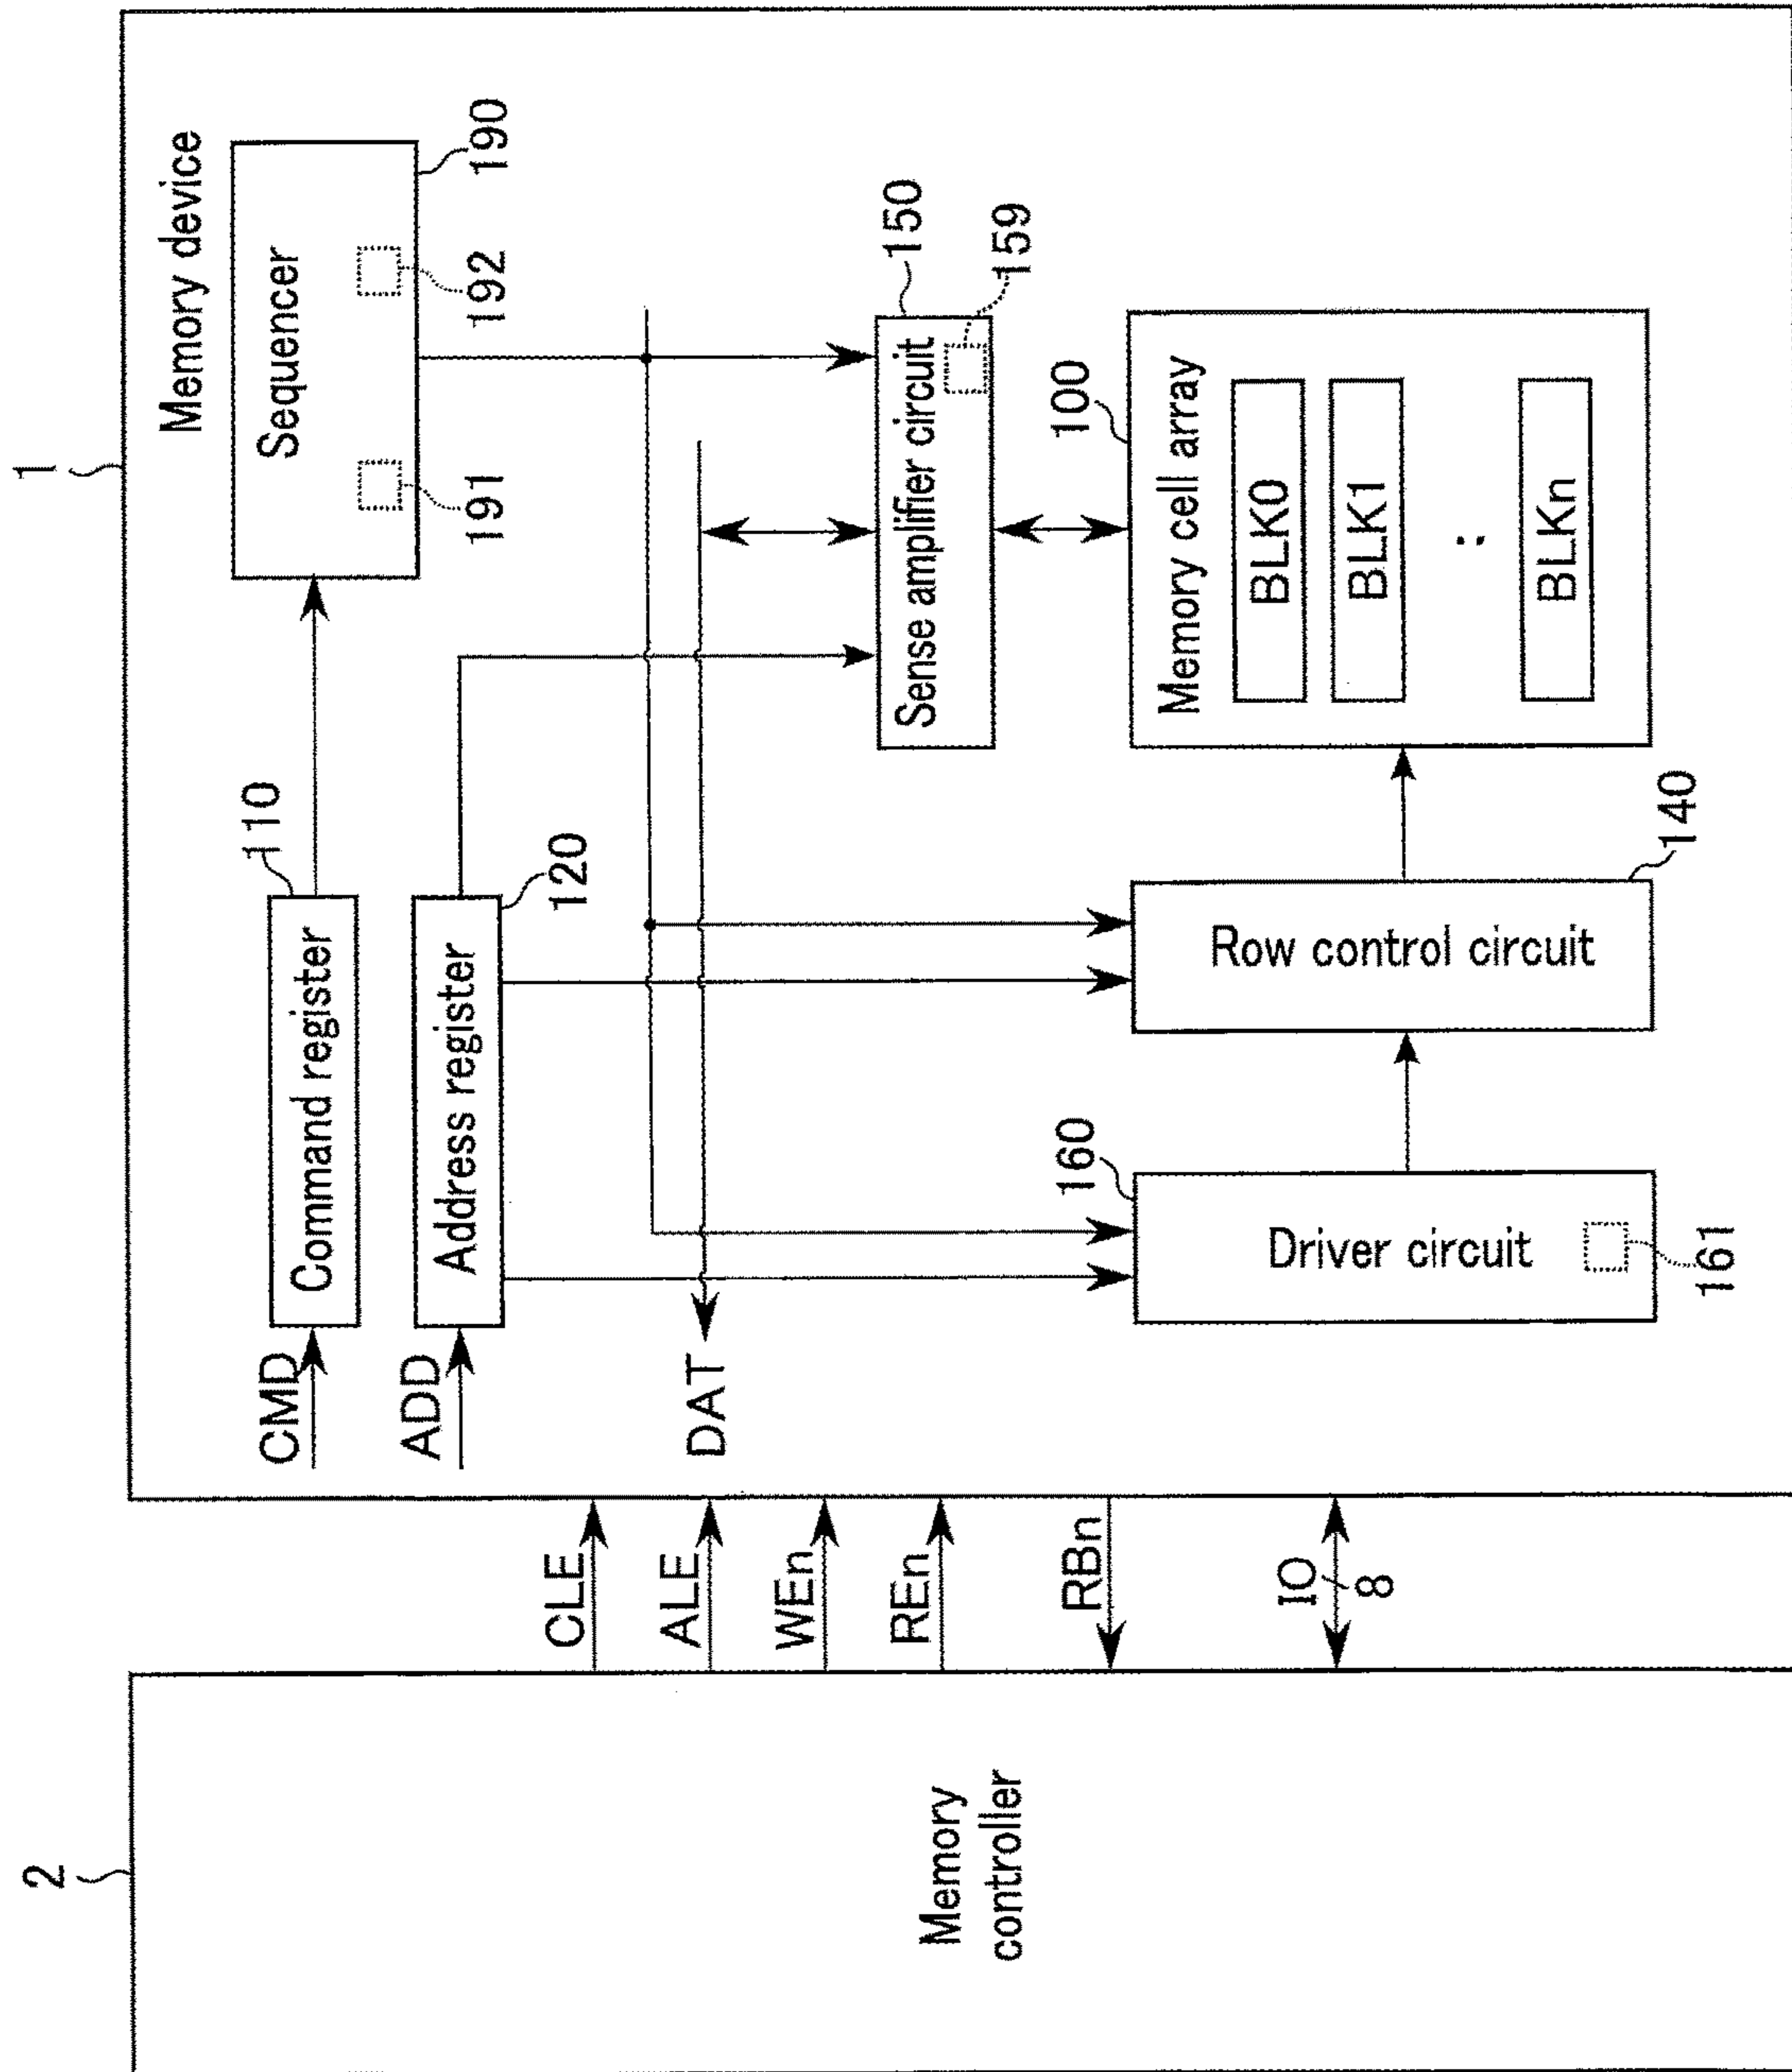 2
1
Memory
controller
CLE
ALE
WEn
REn
RBn
IO
8
Memory device
CMD
Command register
110
Sequencer
191
192
190
ADD
Address register
120
DAT
Sense amplifier circuit
150
159
160
Driver circuit
161
Row control circuit
140
100
Memory cell array
BLK0
BLK1
:
BLKn